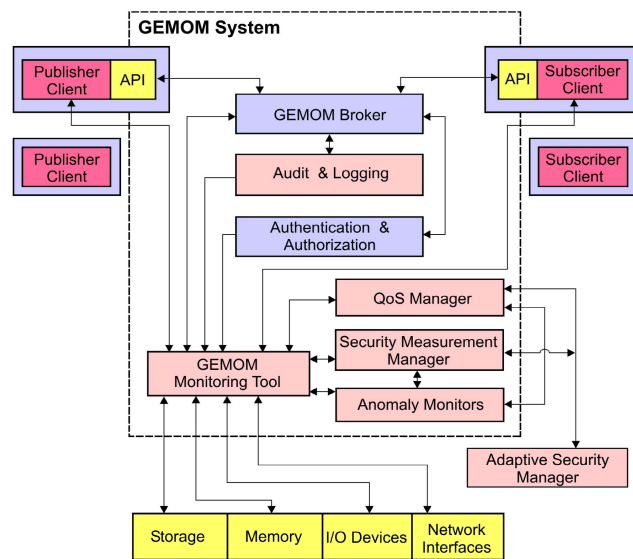 GEMOM System
Publisher
Client
API
API
Subscriber
Client
GEMOM Broker
Publisher
Client
Audit & Logging
Subscriber
Client
Authentication &
Authorization
QoS Manager
GEMOM
Monitoring Tool
Security Measurement
Manager
Anomaly Monitors
Adaptive Security
Manager
Storage
Memory
I/O Devices
Network
Interfaces